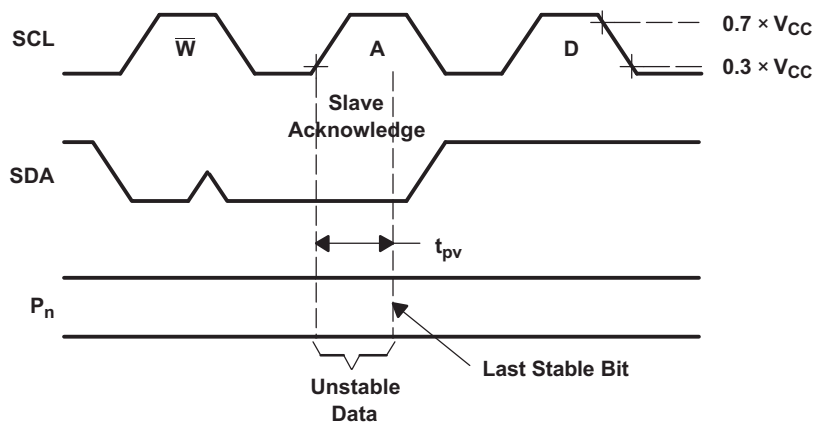 SCL
W̅
A
D
0.7 × VCC
0.3 × VCC
Slave
Acknowledge
SDA
tpv
Pn
Last Stable Bit
Unstable
Data